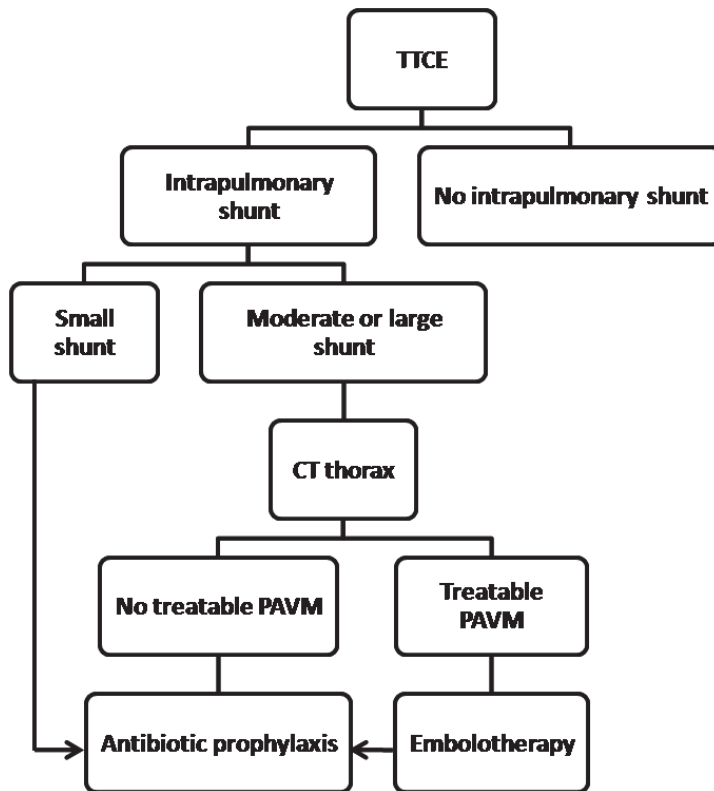 TTCE
Intrapulmonary
shunt
No intrapulmonary shunt
Small
shunt
Moderate or large
shunt
CT thorax
No treatable PAVM
Treatable
PAVM
Antibiotic prophylaxis
Embolotherapy